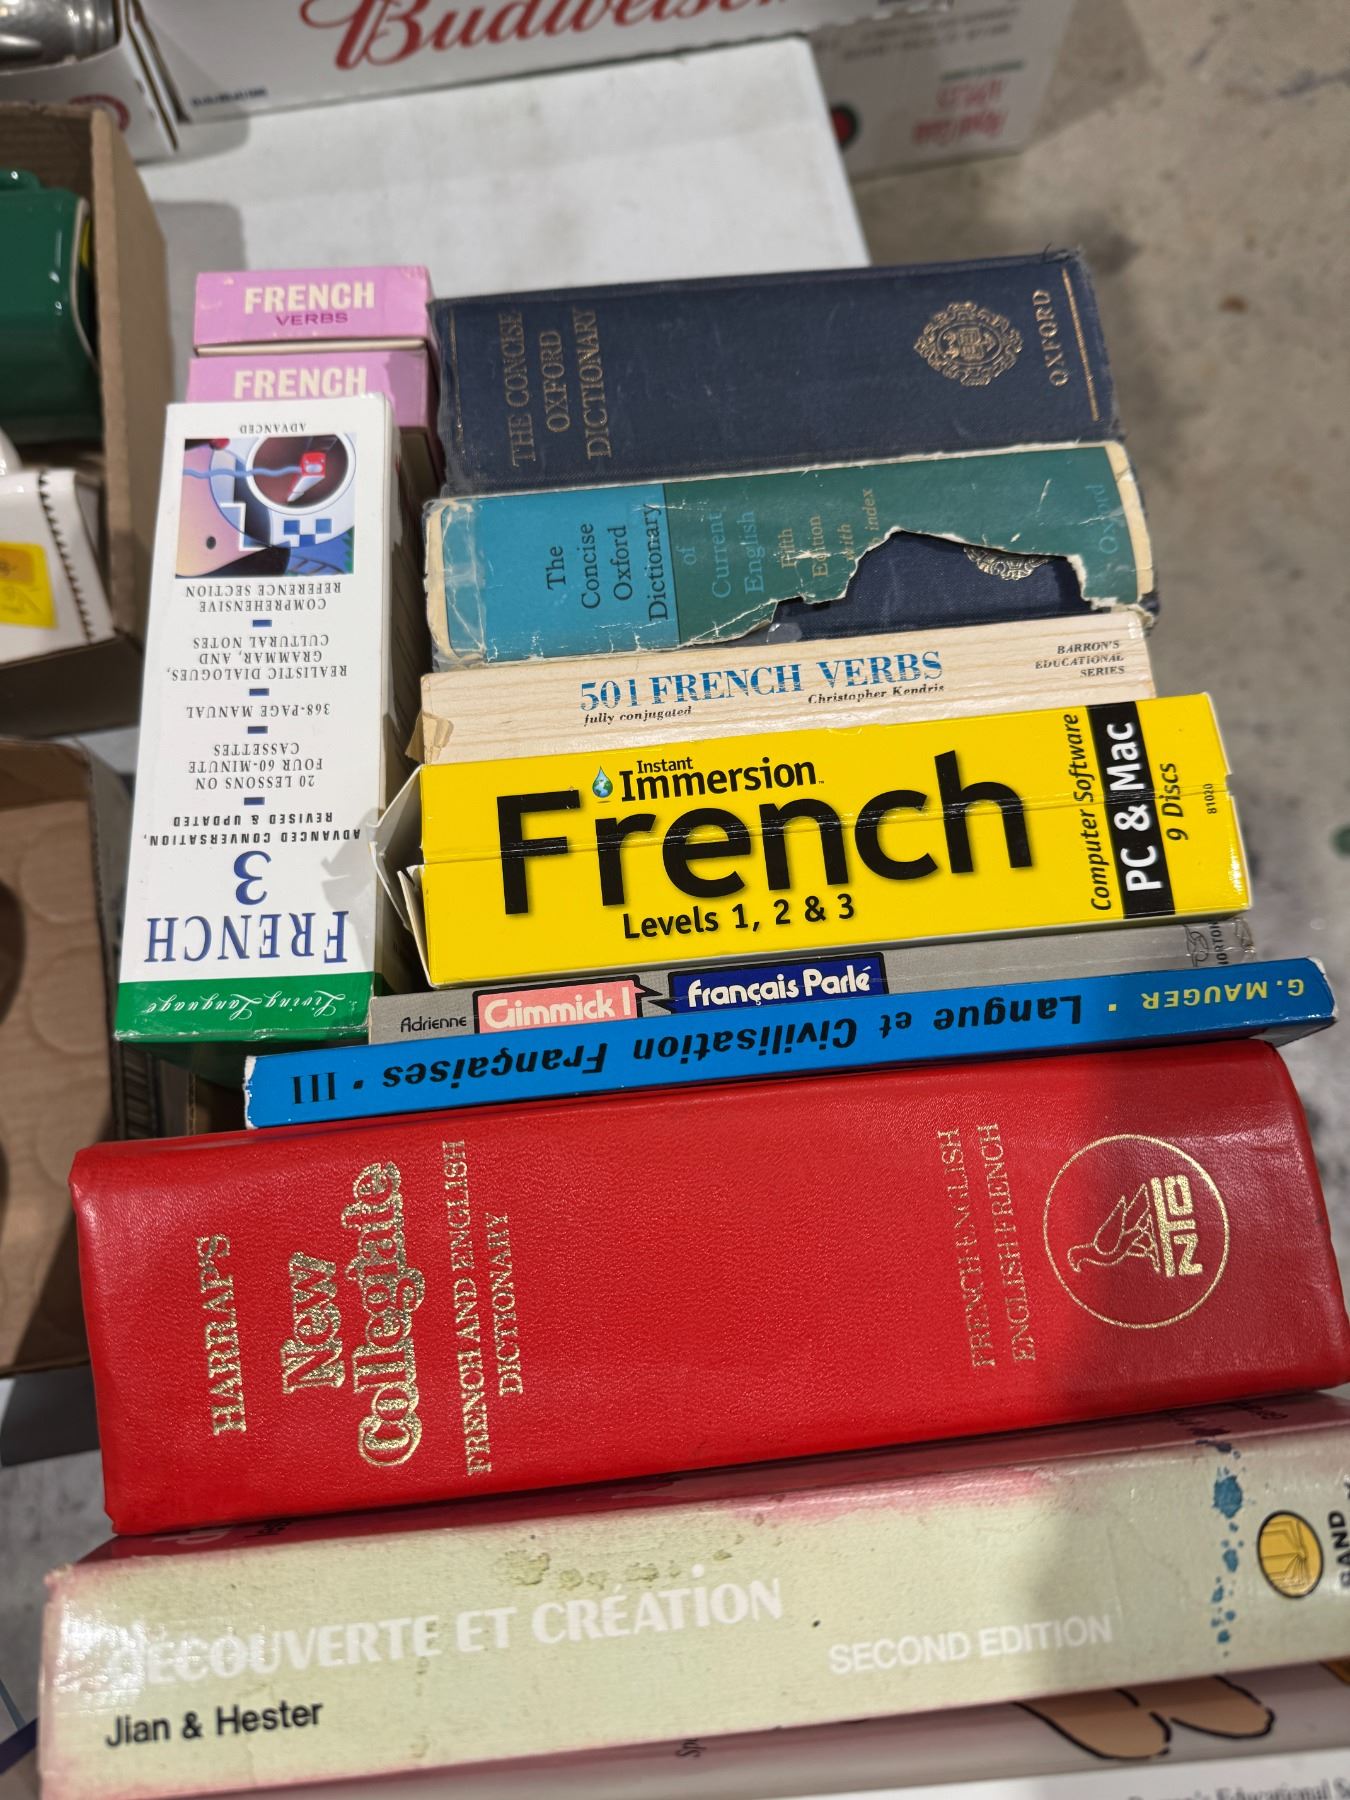 Budweiser
FRENCH
VERBS
FRENCH
THE CONCISE
OXFORD
DICTIONARY
OXFORD
The
Concise
Oxford
Dictionary
of
Current
English
Fifth
Edition
with
index
Oxford
501 FRENCH VERBS
fully conjugated
Christopher Kendris
BARRON'S
EDUCATIONAL
SERIES
Instant
Immersion™
French
Levels 1, 2 & 3
Computer Software
PC & Mac
9 Discs
81020
Living Language
FRENCH
3
ADVANCED CONVERSATION,
REVISED & UPDATED
20 LESSONS ON
FOUR 60-MINUTE
CASSETTES
368-PAGE MANUAL
REALISTIC DIALOGUES,
GRAMMAR, AND
CULTURAL NOTES
COMPREHENSIVE
REFERENCE SECTION
ADVANCED
Adrienne
Gimmick I
Français Parlé
G. MAUGER • Langue et Civilisation Françaises • III
HARRAP'S
New
Collegiate
FRENCH AND ENGLISH
DICTIONARY
FRENCH-ENGLISH
ENGLISH-FRENCH
NTC
DÉCOUVERTE ET CRÉATION
SECOND EDITION
Jian & Hester
RAND
Barron's Educational